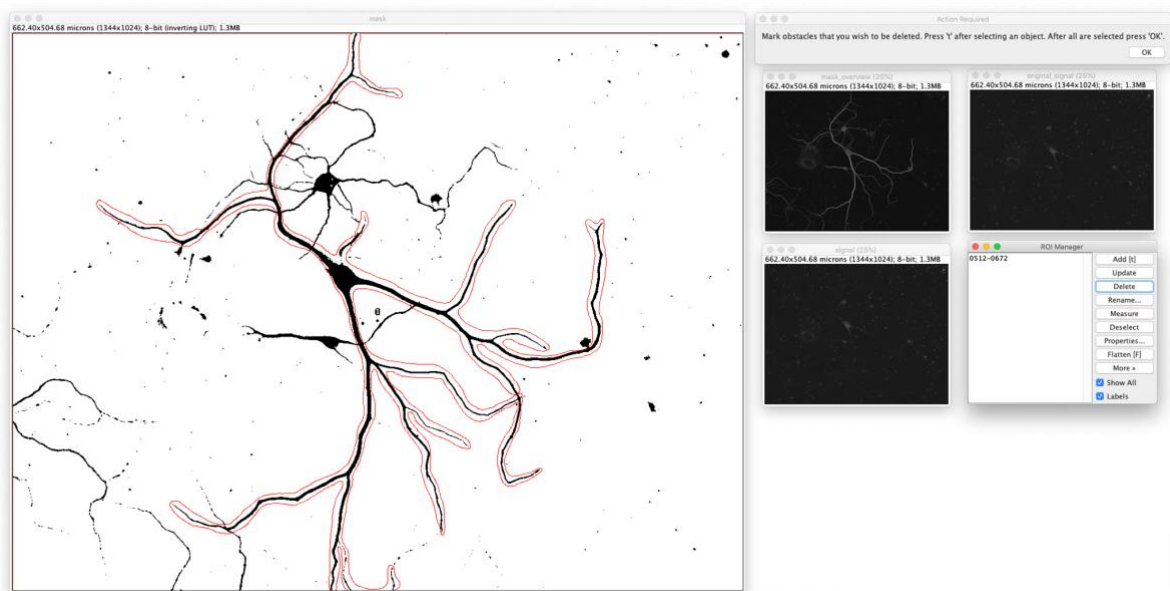 mask
662.40x504.68 microns (1344x1024); 8-bit (inverting LUT); 1.3MB
Action Required
Mark obstacles that you wish to be deleted. Press 't' after selecting an object. After all are selected press 'OK'.
OK
mask_overview (25%)
662.40x504.68 microns (1344x1024); 8-bit; 1.3MB
original_signal (25%)
662.40x504.68 microns (1344x1024); 8-bit; 1.3MB
signal (25%)
662.40x504.68 microns (1344x1024); 8-bit; 1.3MB
ROI Manager
0512-0672
Add [t]
Update
Delete
Rename...
Measure
Deselect
Properties...
Flatten [F]
More »
Show All
Labels